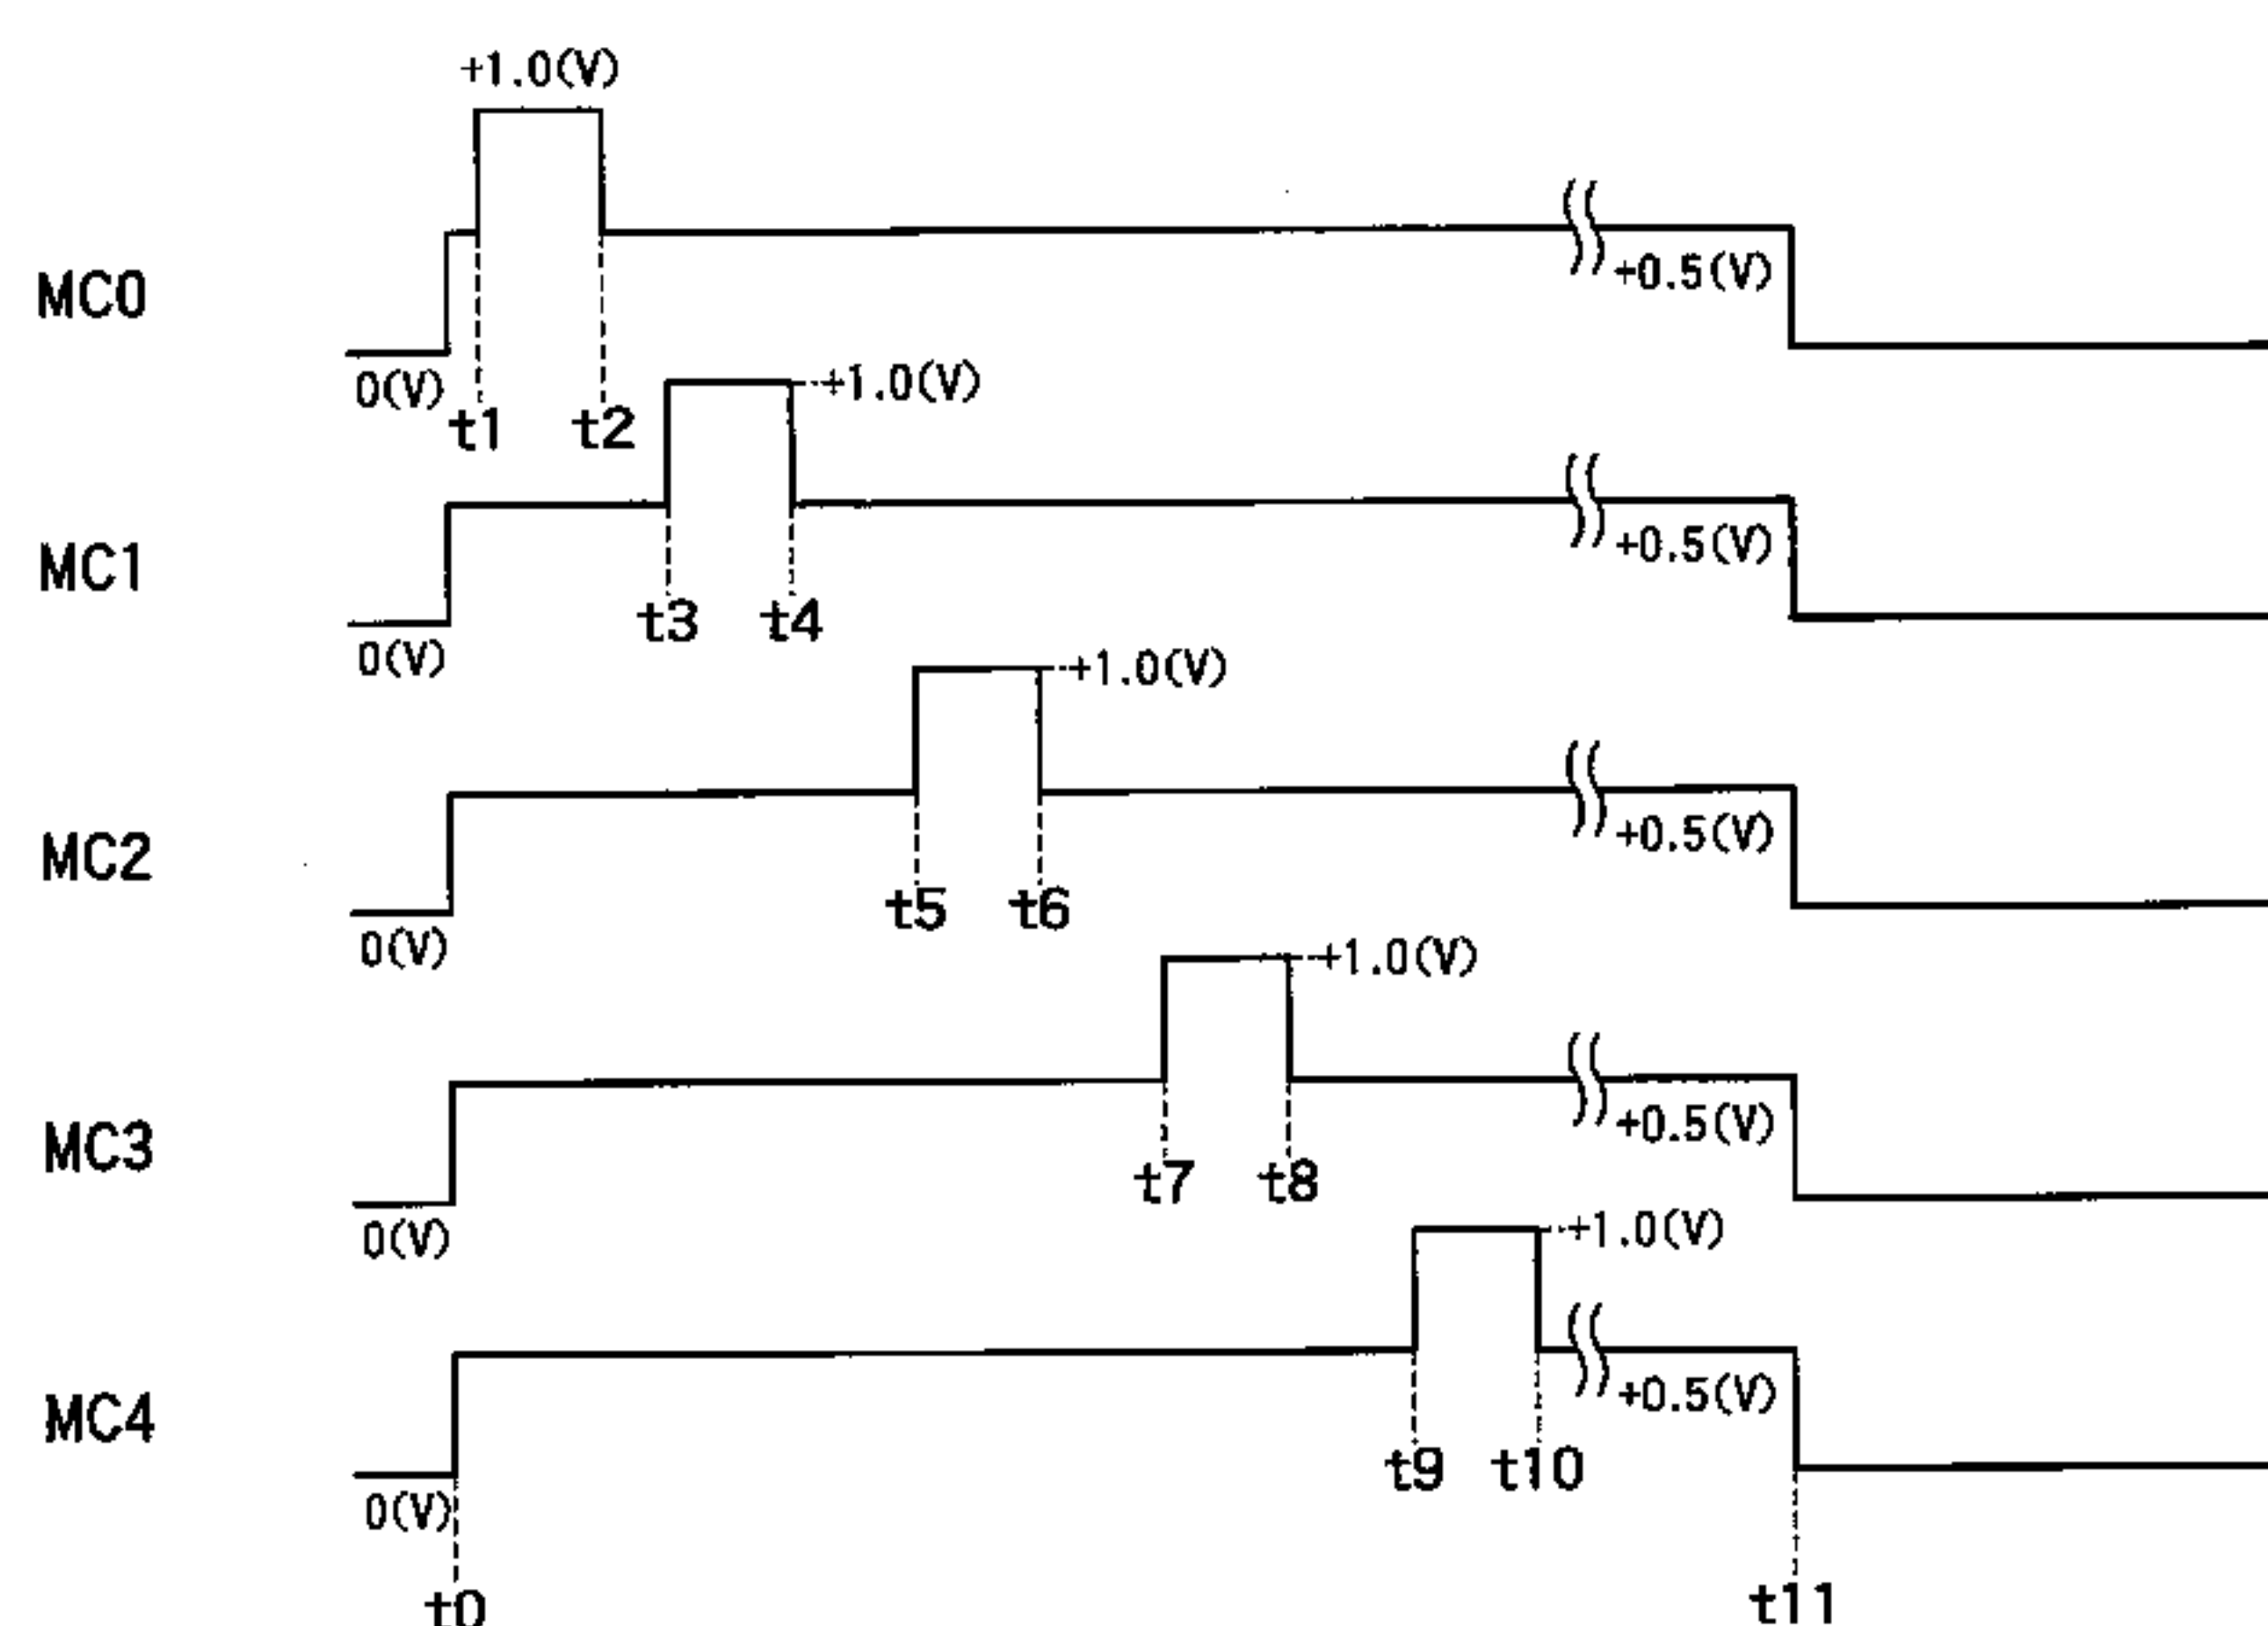 +1.0(V)
MC0
+0.5(V)
0(V)
t1
t2
+1.0(V)
MC1
+0.5(V)
0(V)
t3
t4
+1.0(V)
MC2
+0.5(V)
0(V)
t5
t6
+1.0(V)
MC3
+0.5(V)
0(V)
t7
t8
+1.0(V)
MC4
+0.5(V)
0(V)
t9
t10
t0
t11